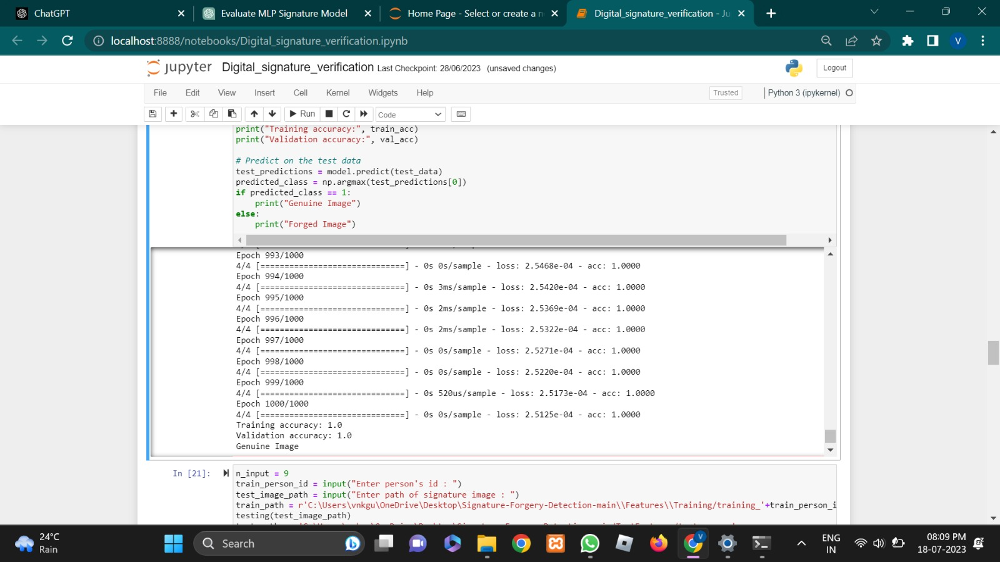 ChatGPT
Evaluate MLP Signature Model
Home Page - Select or create a n
Digital_signature_verification - Ju
localhost:8888/notebooks/Digital_signature_verification.ipynb
V
jupyter Digital_signature_verification Last Checkpoint: 28/06/2023 (unsaved changes)
Logout
File Edit View Insert Cell Kernel Widgets Help
Trusted
Python 3 (ipykernel)
Run
Code
print("Training accuracy:", train_acc)
print("Validation accuracy:", val_acc)
# Predict on the test data
test_predictions = model.predict(test_data)
predicted_class = np.argmax(test_predictions[0])
if predicted_class == 1:
    print("Genuine Image")
else:
    print("Forged Image")
Epoch 993/1000
4/4 [==============================] - 0s 0s/sample - loss: 2.5468e-04 - acc: 1.0000
Epoch 994/1000
4/4 [==============================] - 0s 3ms/sample - loss: 2.5420e-04 - acc: 1.0000
Epoch 995/1000
4/4 [==============================] - 0s 2ms/sample - loss: 2.5369e-04 - acc: 1.0000
Epoch 996/1000
4/4 [==============================] - 0s 2ms/sample - loss: 2.5322e-04 - acc: 1.0000
Epoch 997/1000
4/4 [==============================] - 0s 0s/sample - loss: 2.5271e-04 - acc: 1.0000
Epoch 998/1000
4/4 [==============================] - 0s 0s/sample - loss: 2.5220e-04 - acc: 1.0000
Epoch 999/1000
4/4 [==============================] - 0s 520us/sample - loss: 2.5173e-04 - acc: 1.0000
Epoch 1000/1000
4/4 [==============================] - 0s 0s/sample - loss: 2.5125e-04 - acc: 1.0000
Training accuracy: 1.0
Validation accuracy: 1.0
Genuine Image
In [21]:
n_input = 9
train_person_id = input("Enter person's id : ")
test_image_path = input("Enter path of signature image : ")
train_path = r'C:\Users\vnkgu\OneDrive\Desktop\Signature-Forgery-Detection-main\\Features\\Training/training_'+train_person_i
testing(test_image_path)
24°C
Rain
Search
V
ENG
IN
08:09 PM
18-07-2023